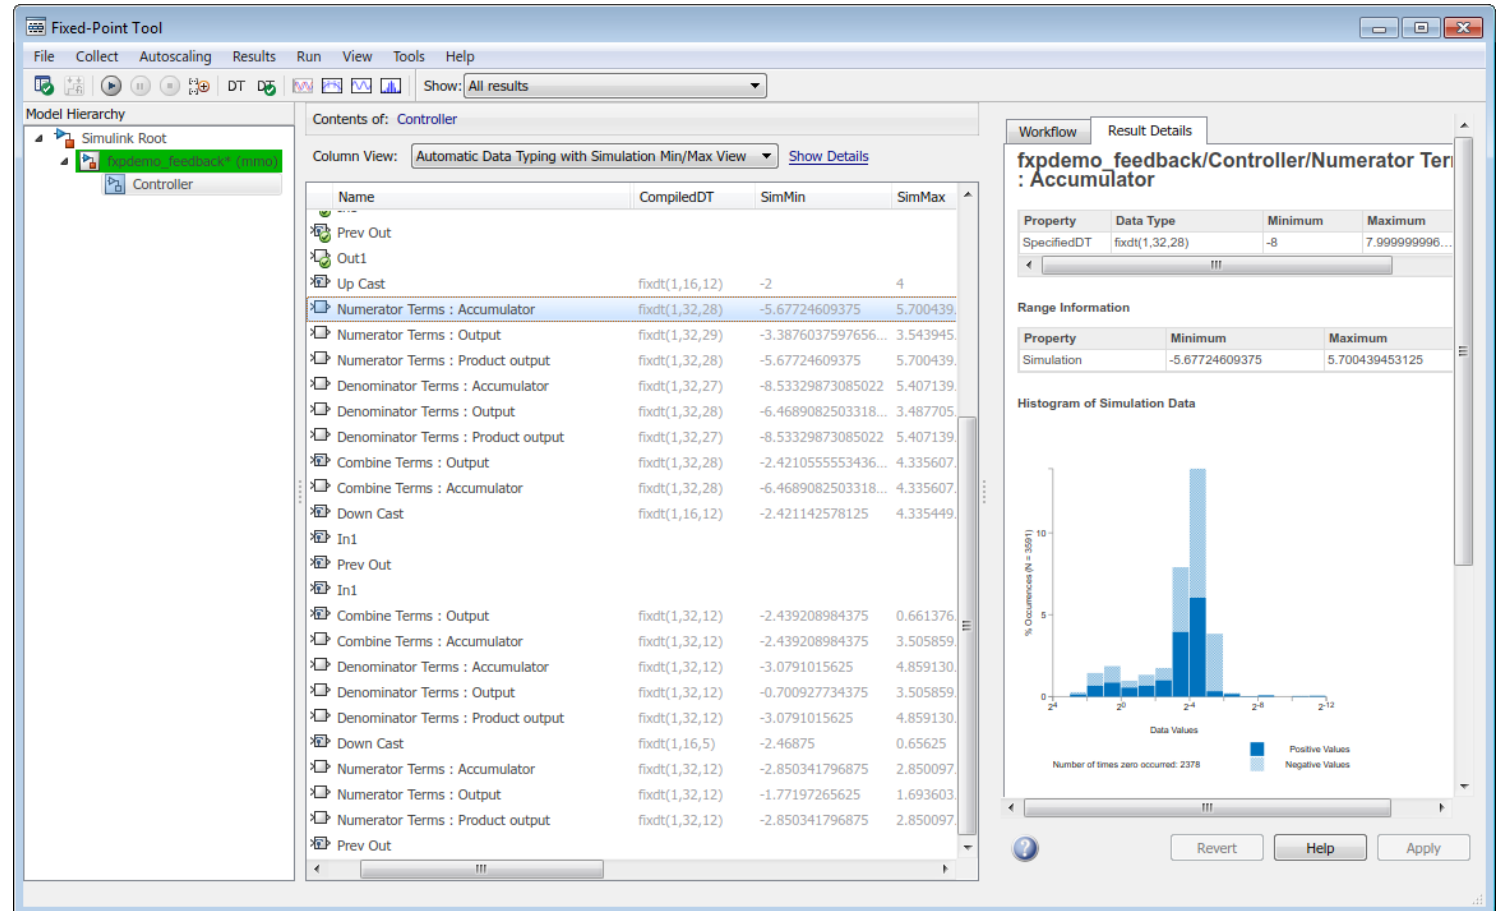 Fixed-Point Tool
File Collect Autoscaling Results Run View Tools Help
DT Show: All results
Model Hierarchy
Simulink Root
fxpdemo_feedback* (mmo)
Controller
Contents of: Controller
Column View: Automatic Data Typing with Simulation Min/Max View Show Details
Name CompiledDT SimMin SimMax
Prev Out
Out1
Up Cast fixdt(1,16,12) -2 4
Numerator Terms : Accumulator fixdt(1,32,28) -5.67724609375 5.700439.
Numerator Terms : Output fixdt(1,32,29) -3.3876037597656... 3.543945.
Numerator Terms : Product output fixdt(1,32,28) -5.67724609375 5.700439.
Denominator Terms : Accumulator fixdt(1,32,27) -8.53329873085022 5.407139.
Denominator Terms : Output fixdt(1,32,28) -6.4689082503318... 3.487705.
Denominator Terms : Product output fixdt(1,32,27) -8.53329873085022 5.407139.
Combine Terms : Output fixdt(1,32,28) -2.4210555553436... 4.335607.
Combine Terms : Accumulator fixdt(1,32,28) -6.4689082503318... 4.335607.
Down Cast fixdt(1,16,12) -2.421142578125 4.335449.
In1
Prev Out
In1
Combine Terms : Output fixdt(1,32,12) -2.439208984375 0.661376.
Combine Terms : Accumulator fixdt(1,32,12) -2.439208984375 3.505859.
Denominator Terms : Accumulator fixdt(1,32,12) -3.0791015625 4.859130.
Denominator Terms : Output fixdt(1,32,12) -0.700927734375 3.505859.
Denominator Terms : Product output fixdt(1,32,12) -3.0791015625 4.859130.
Down Cast fixdt(1,16,5) -2.46875 0.65625
Numerator Terms : Accumulator fixdt(1,32,12) -2.850341796875 2.850097.
Numerator Terms : Output fixdt(1,32,12) -1.77197265625 1.693603.
Numerator Terms : Product output fixdt(1,32,12) -2.850341796875 2.850097.
Prev Out
Workflow Result Details
fxpdemo_feedback/Controller/Numerator Ter
: Accumulator
Property Data Type Minimum Maximum
SpecifiedDT fixdt(1,32,28) -8 7.999999996...
Range Information
Property Minimum Maximum
Simulation -5.67724609375 5.700439453125
Histogram of Simulation Data
% Occurrences (N = 3591)
10
5
0
2^4 2^0 2^-4 2^-8 2^-12
Data Values
Positive Values
Number of times zero occurred: 2378 Negative Values
Revert Help Apply